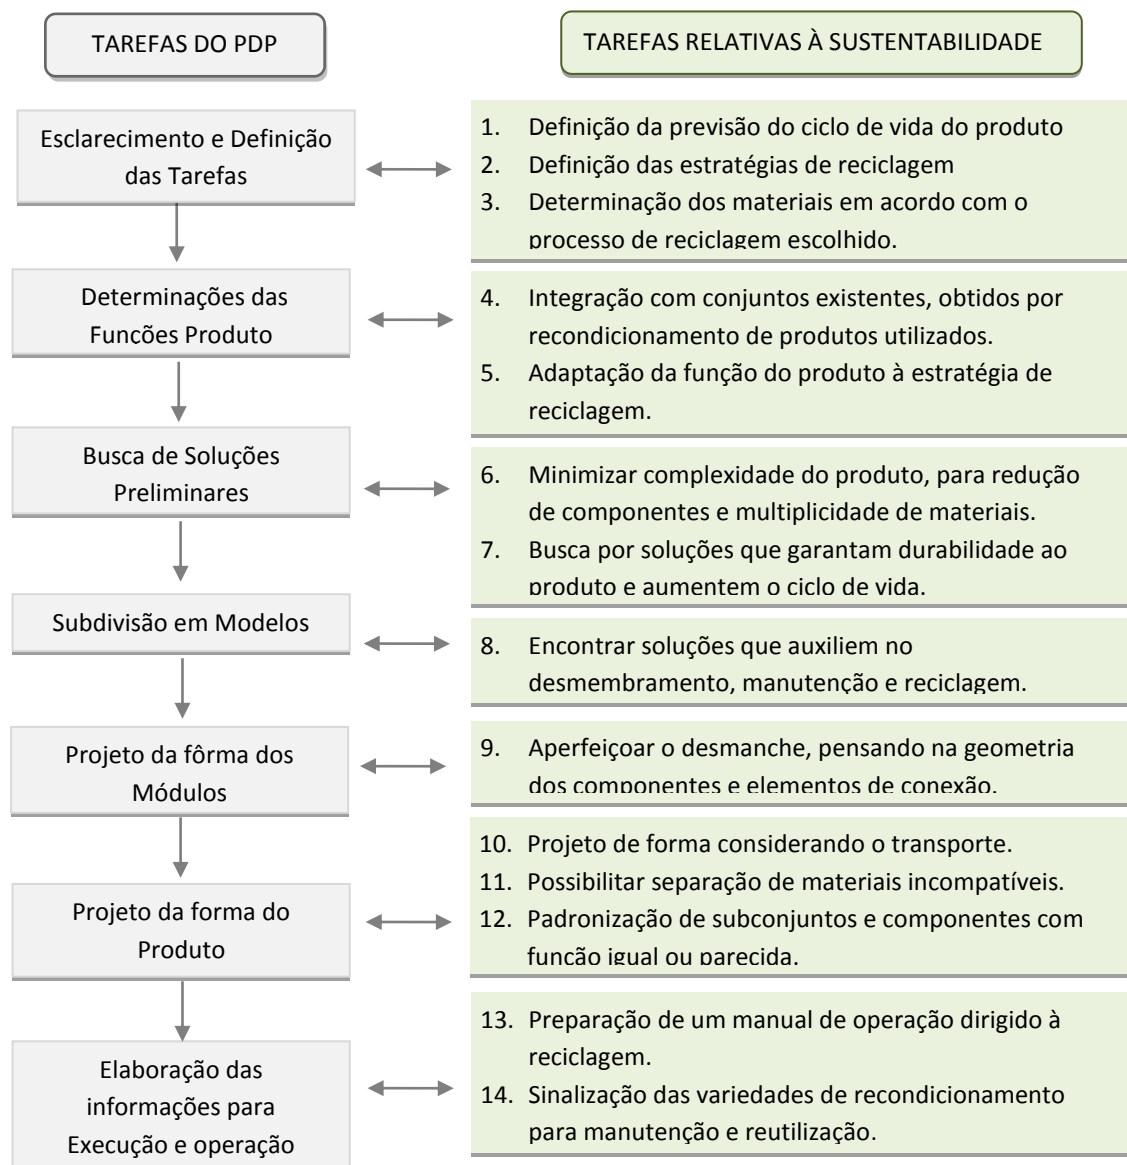 TAREFAS DO PDP
TAREFAS RELATIVAS À SUSTENTABILIDADE
Esclarecimento e Definição
das Tarefas
1. Definição da previsão do ciclo de vida do produto
2. Definição das estratégias de reciclagem
3. Determinação dos materiais em acordo com o
processo de reciclagem escolhido.
Determinações das
Funções Produto
4. Integração com conjuntos existentes, obtidos por
recondicionamento de produtos utilizados.
5. Adaptação da função do produto à estratégia de
reciclagem.
Busca de Soluções
Preliminares
6. Minimizar complexidade do produto, para redução
de componentes e multiplicidade de materiais.
7. Busca por soluções que garantam durabilidade ao
produto e aumentem o ciclo de vida.
Subdivisão em Modelos
8. Encontrar soluções que auxiliem no
desmembramento, manutenção e reciclagem.
Projeto da fôrma dos
Módulos
9. Aperfeiçoar o desmanche, pensando na geometria
dos componentes e elementos de conexão.
Projeto da forma do
Produto
10. Projeto de forma considerando o transporte.
11. Possibilitar separação de materiais incompatíveis.
12. Padronização de subconjuntos e componentes com
função igual ou parecida.
Elaboração das
informações para
Execução e operação
13. Preparação de um manual de operação dirigido à
reciclagem.
14. Sinalização das variedades de recondicionamento
para manutenção e reutilização.